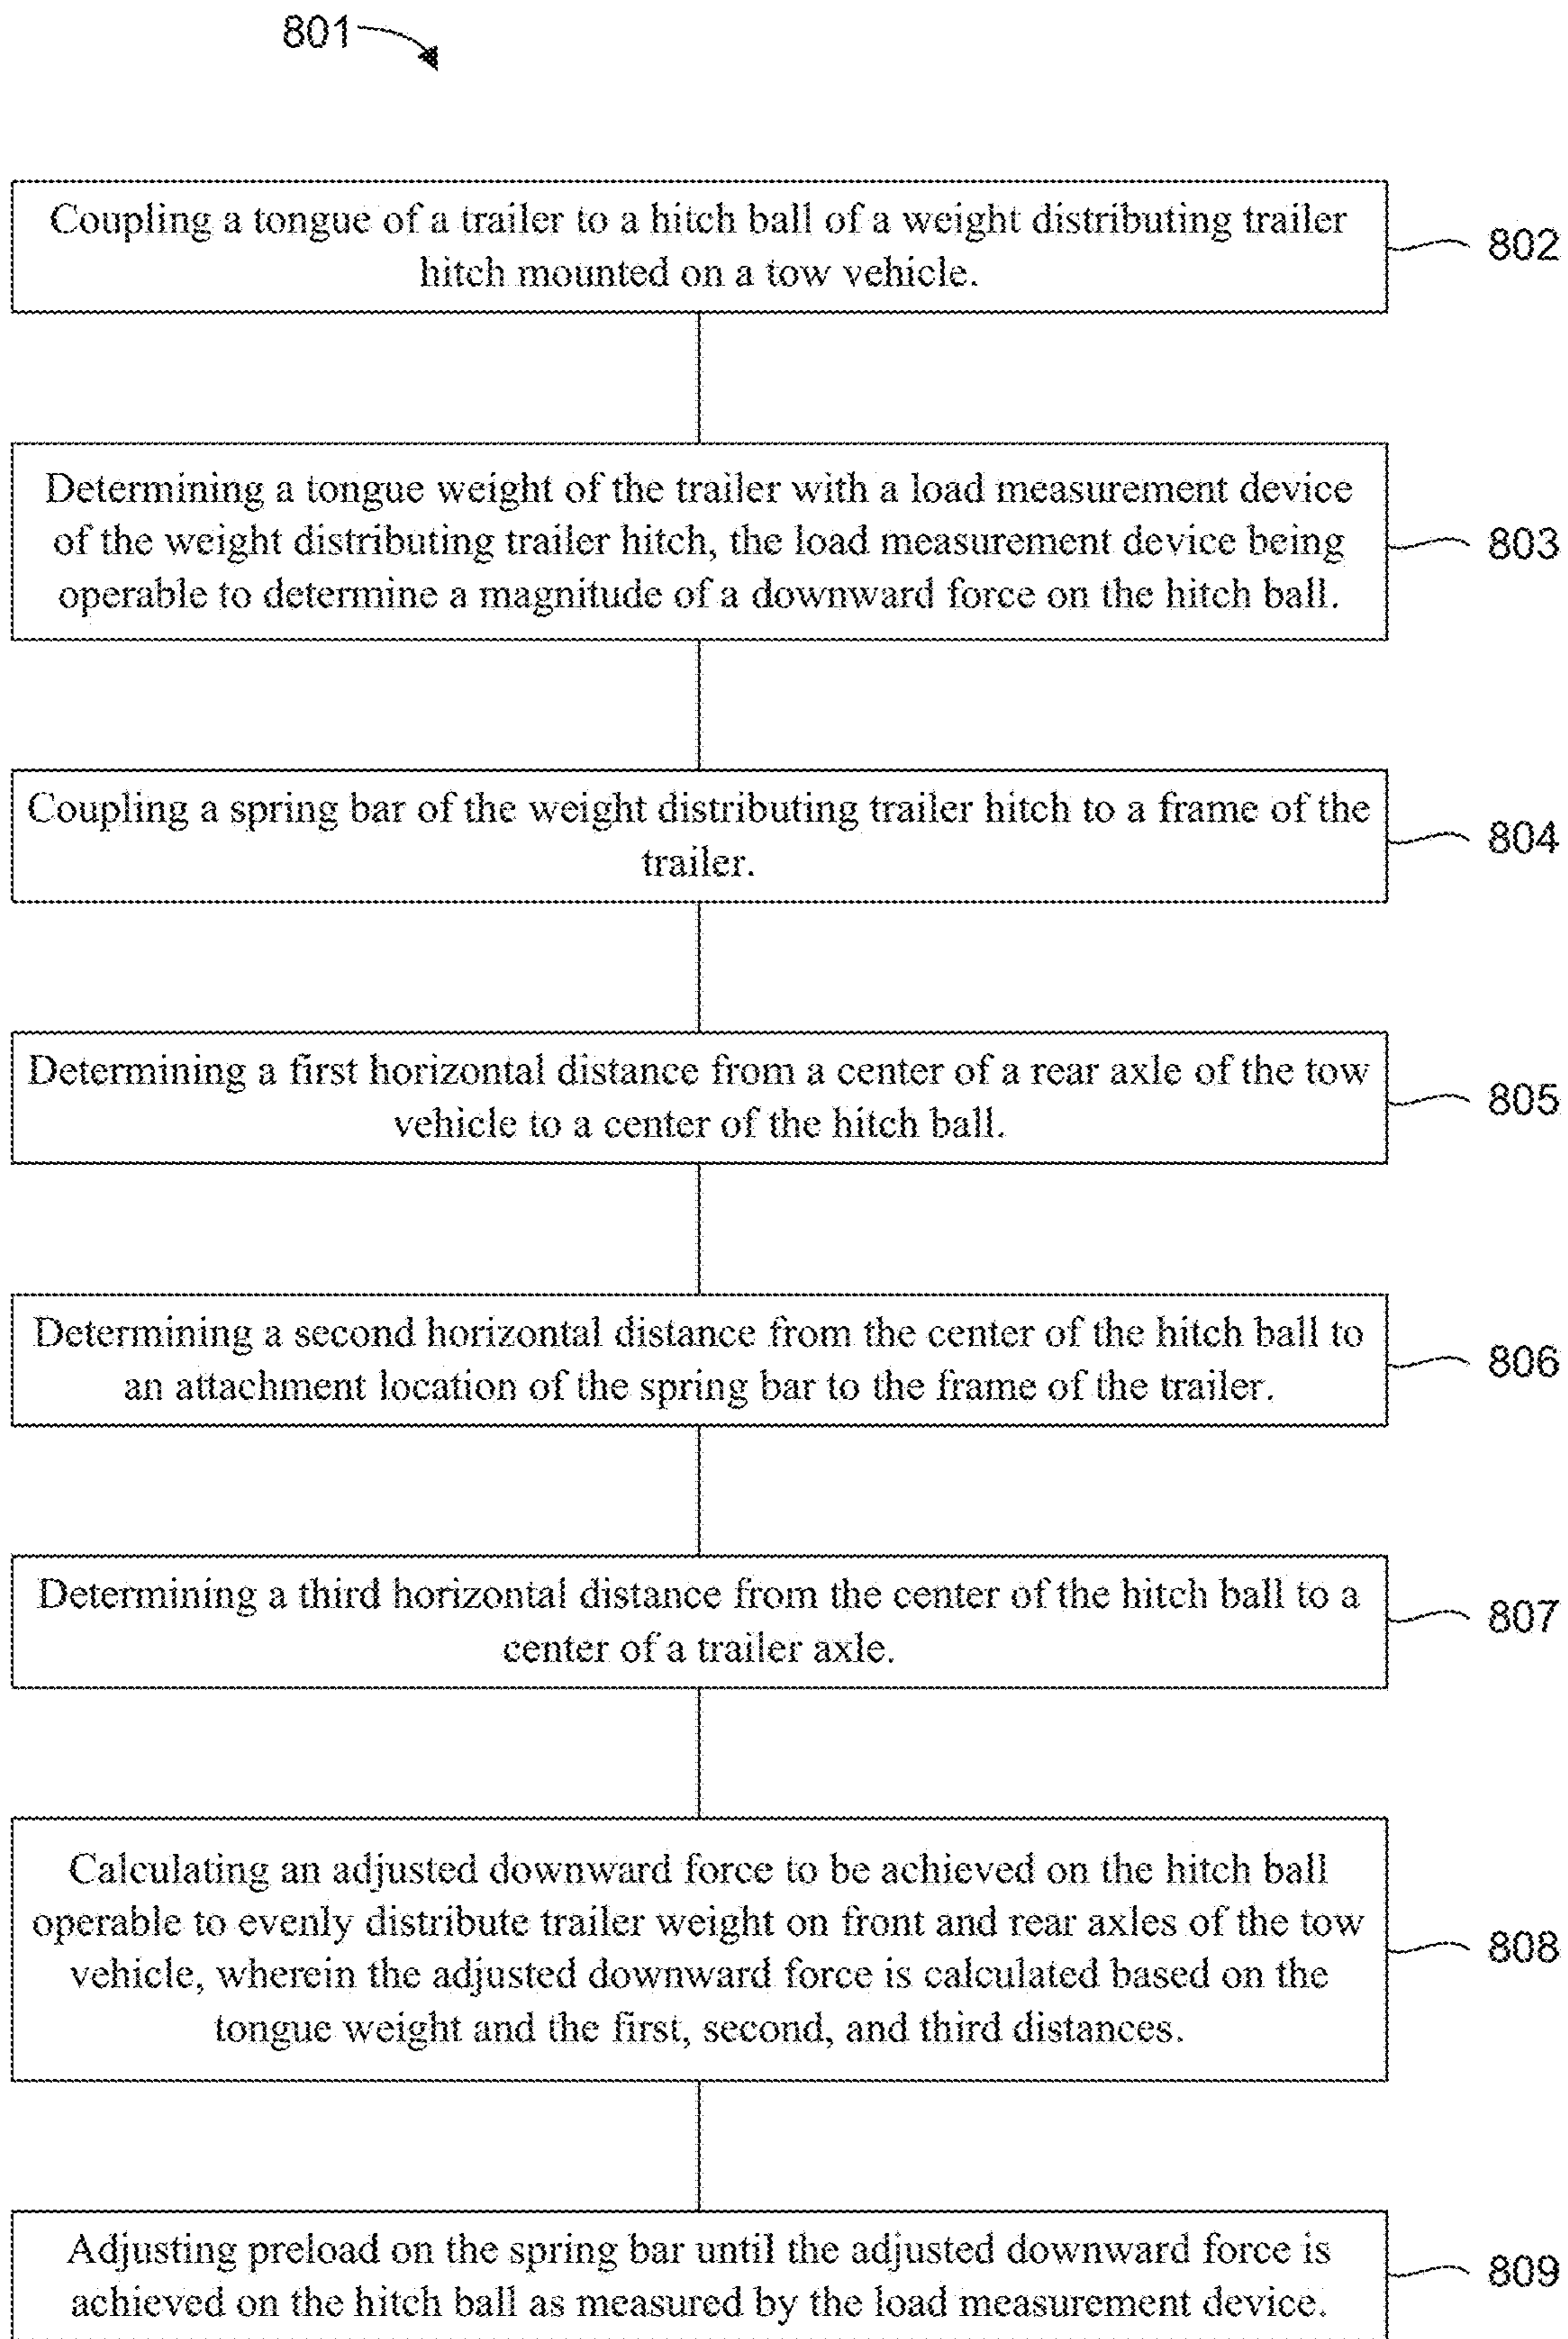 801
Coupling a tongue of a trailer to a hitch ball of a weight distributing trailer
hitch mounted on a tow vehicle.
802
Determining a tongue weight of the trailer with a load measurement device
of the weight distributing trailer hitch, the load measurement device being
operable to determine a magnitude of a downward force on the hitch ball.
803
Coupling a spring bar of the weight distributing trailer hitch to a frame of the
trailer.
804
Determining a first horizontal distance from a center of a rear axle of the tow
vehicle to a center of the hitch ball.
805
Determining a second horizontal distance from the center of the hitch ball to
an attachment location of the spring bar to the frame of the trailer.
806
Determining a third horizontal distance from the center of the hitch ball to a
center of a trailer axle.
807
Calculating an adjusted downward force to be achieved on the hitch ball
operable to evenly distribute trailer weight on front and rear axles of the tow
vehicle, wherein the adjusted downward force is calculated based on the
tongue weight and the first, second, and third distances.
808
Adjusting preload on the spring bar until the adjusted downward force is
achieved on the hitch ball as measured by the load measurement device.
809